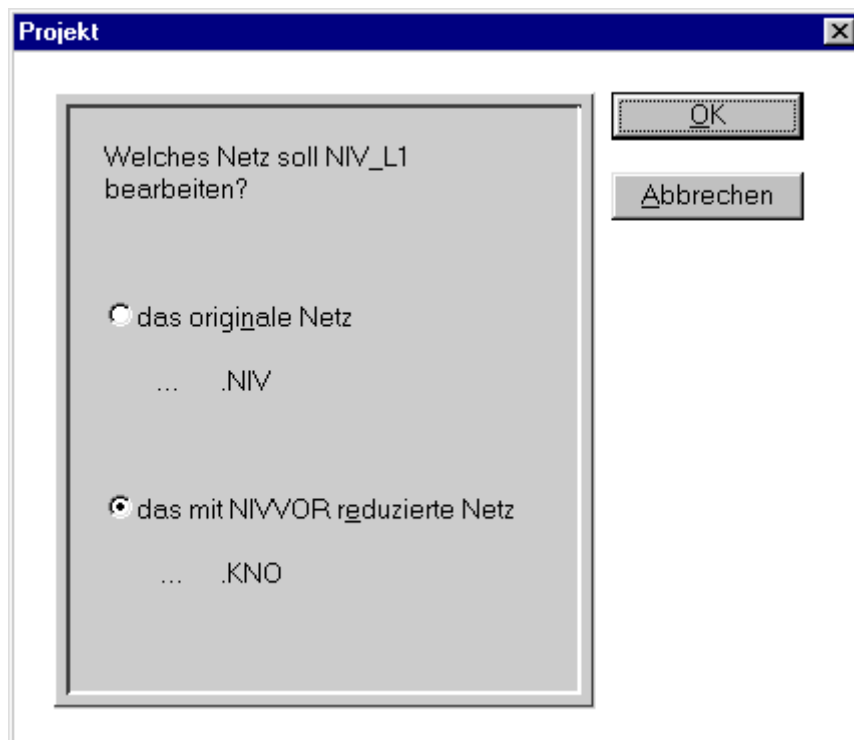 Projekt
Welches Netz soll NIV_L1
bearbeiten?
das originale Netz
... .NIV
das mit NIVVOR reduzierte Netz
... .KNO
OK
Abbrechen